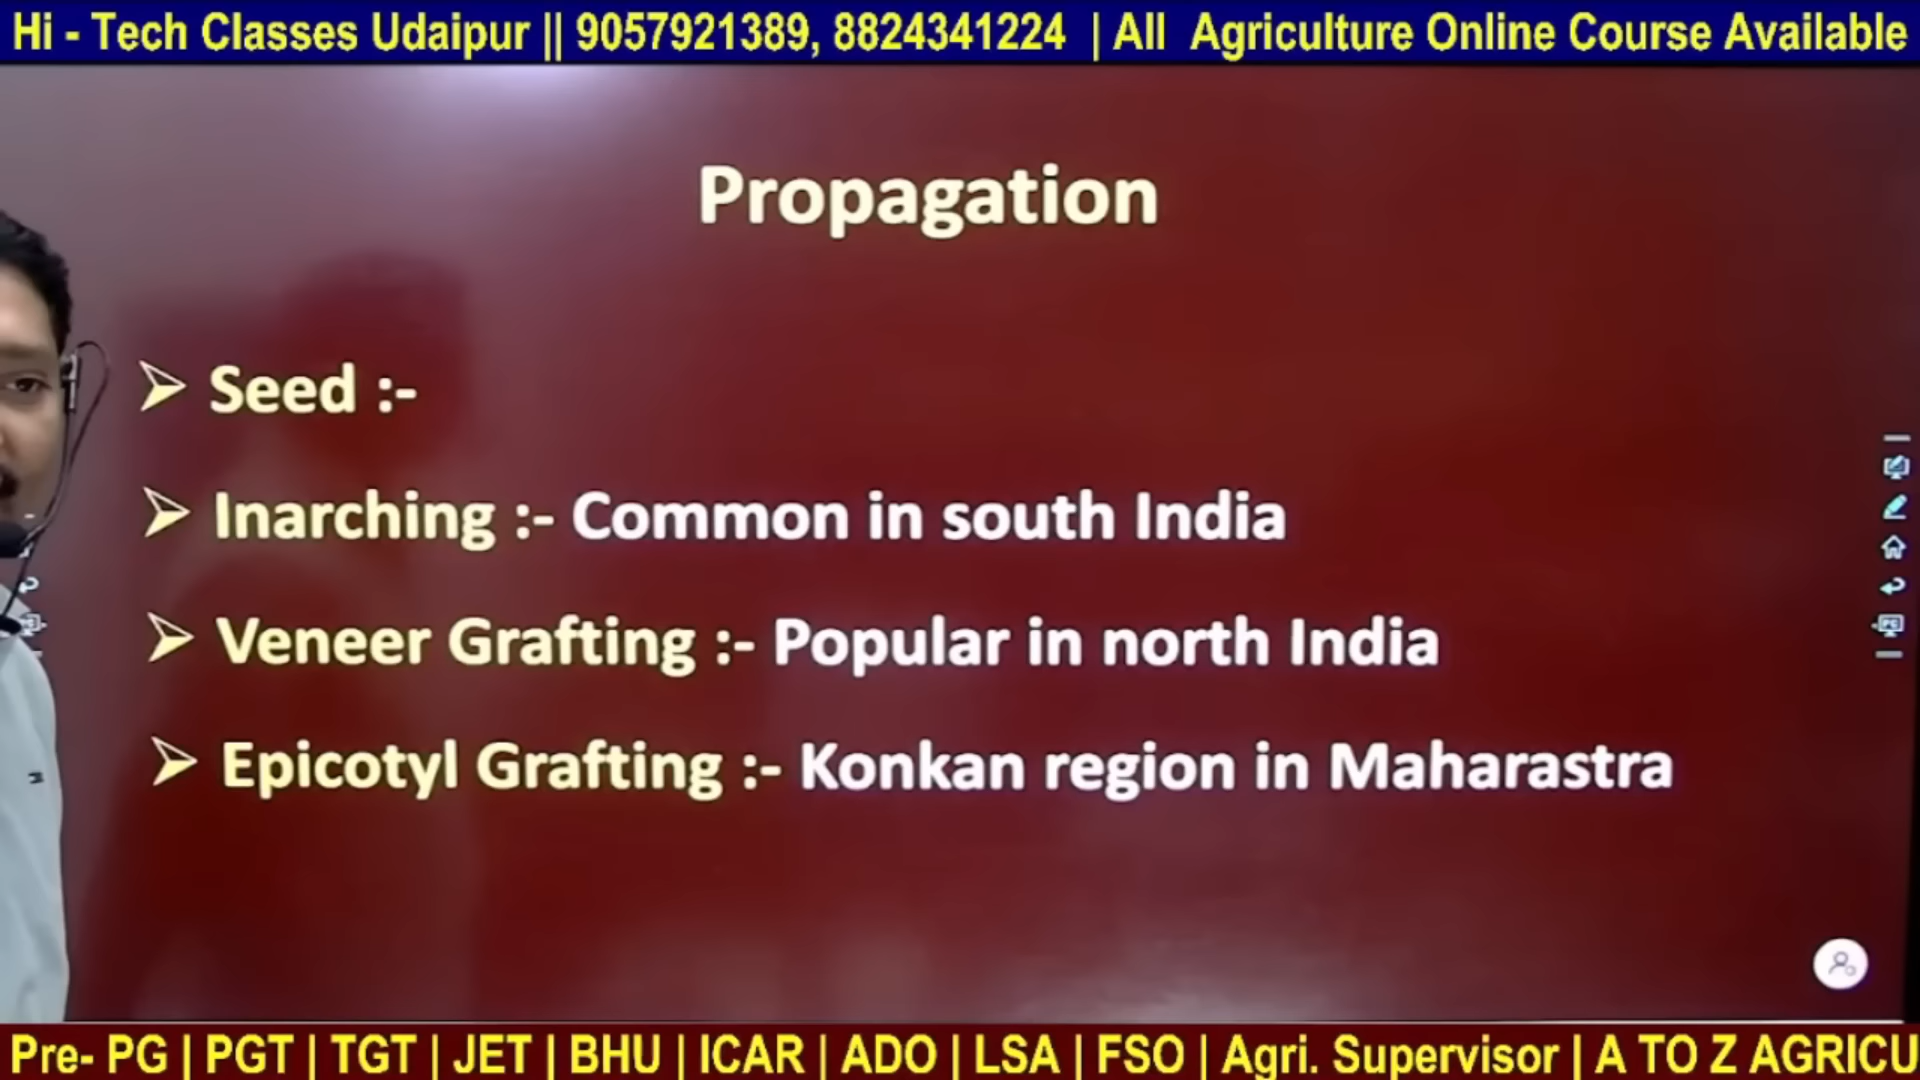 Hi - Tech Classes Udaipur || 9057921389, 8824341224 | All Agriculture Online Course Available
Propagation
➢ Seed :-
➢ Inarching :- Common in south India
➢ Veneer Grafting :- Popular in north India
➢ Epicotyl Grafting :- Konkan region in Maharastra
Pre- PG | PGT | TGT | JET | BHU | ICAR | ADO | LSA | FSO | Agri. Supervisor | A TO Z AGRICU